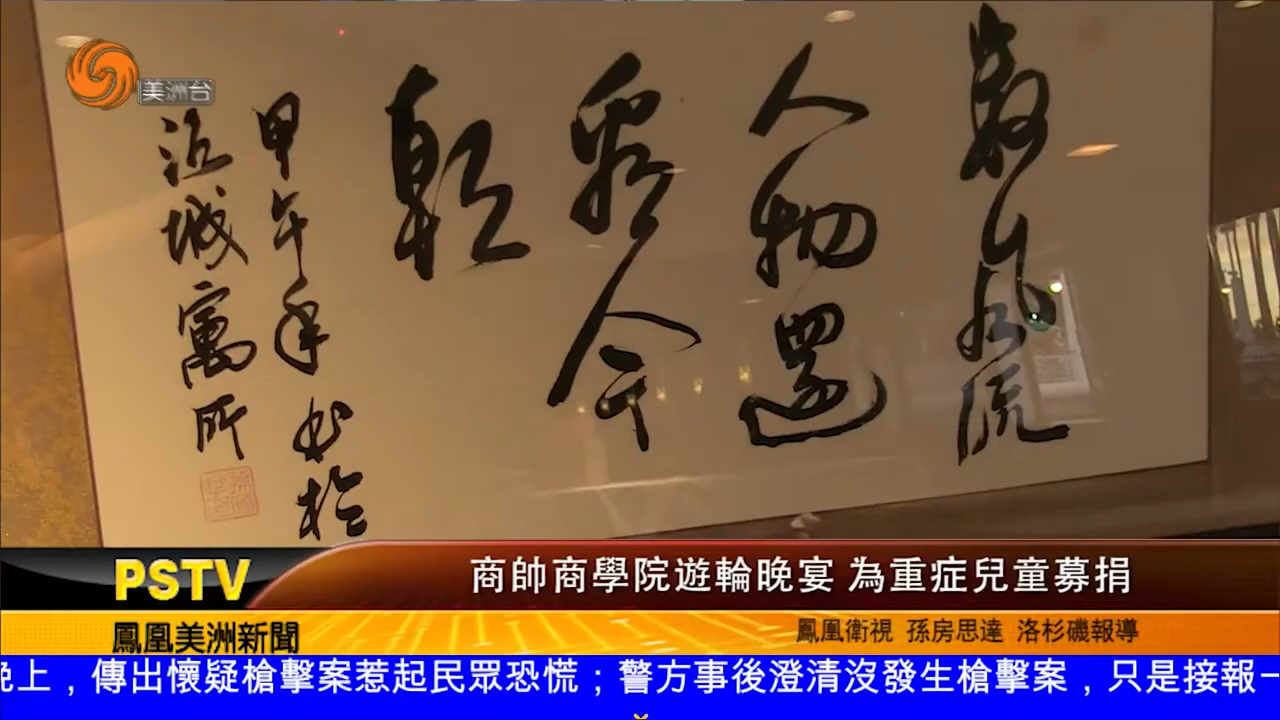 美洲台
數風流
人物還
看今
朝
甲午年書於
江城寓所
PSTV
商帥商學院遊輪晚宴 為重症兒童募捐
鳳凰美洲新聞
鳳凰衛視 孫房思達 洛杉磯報導
晚上，傳出懷疑槍擊案惹起民眾恐慌；警方事後澄清沒發生槍擊案，只是接報一